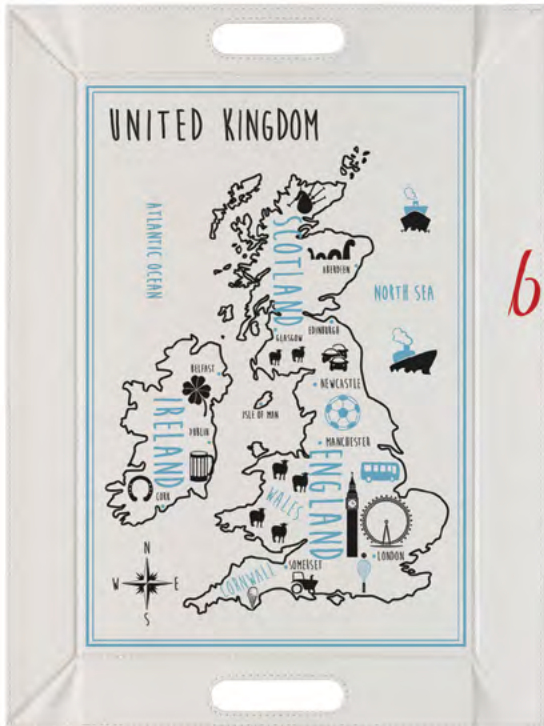 UNITED KINGDOM
ATLANTIC OCEAN
SCOTLAND
ABERDEEN
NORTH SEA
6
GLASGOW
EDINBURGH
BELFAST
NEWCASTLE
IRELAND
ISLE OF MAN
DUBLIN
MANCHESTER
ENGLAND
WALES
CORK
N
W E
S
CORNWALL
SOMERSET
LONDON